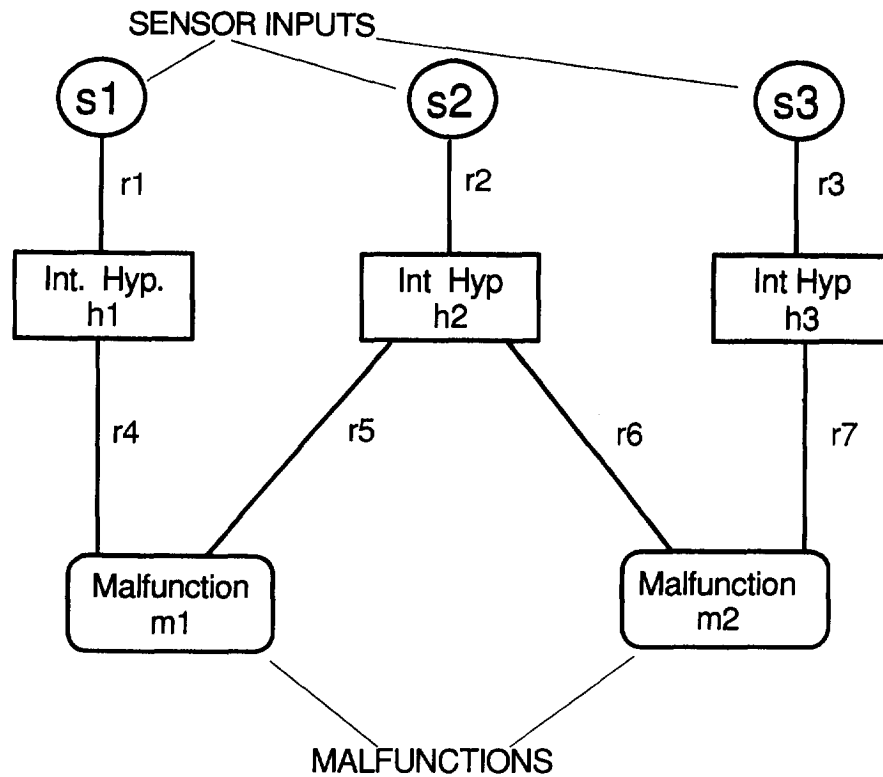 SENSOR INPUTS
s1
s2
s3
r1
r2
r3
Int. Hyp.
h1
Int Hyp
h2
Int Hyp
h3
r4
r5
r6
r7
Malfunction
m1
Malfunction
m2
MALFUNCTIONS